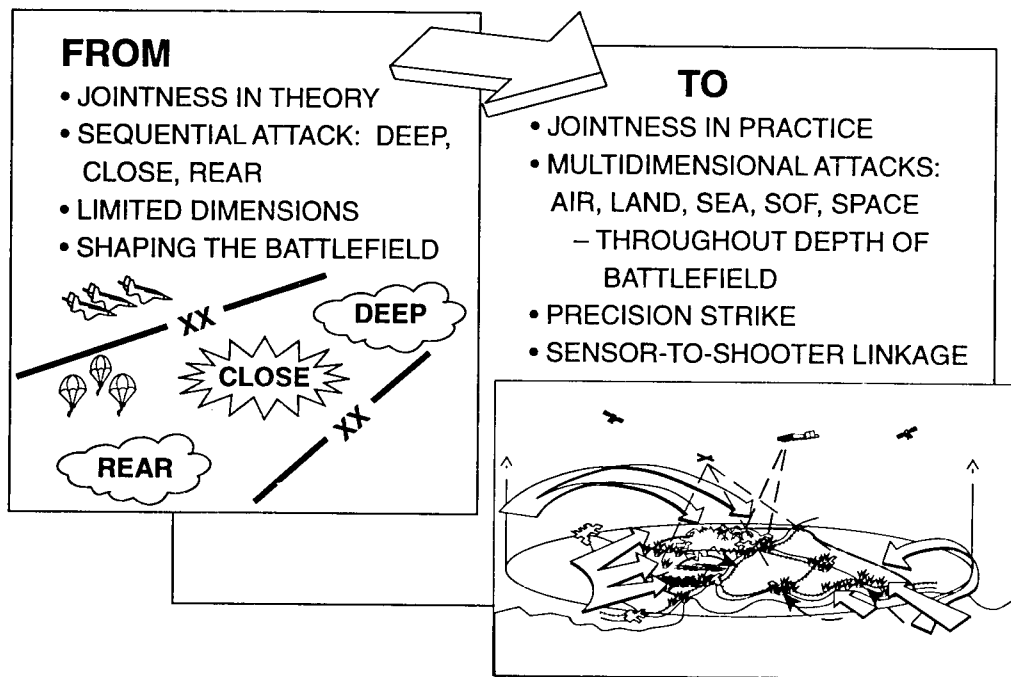 FROM
• JOINTNESS IN THEORY
• SEQUENTIAL ATTACK: DEEP,
CLOSE, REAR
• LIMITED DIMENSIONS
• SHAPING THE BATTLEFIELD
XX
DEEP
CLOSE
XX
REAR
TO
• JOINTNESS IN PRACTICE
• MULTIDIMENSIONAL ATTACKS:
AIR, LAND, SEA, SOF, SPACE
– THROUGHOUT DEPTH OF
BATTLEFIELD
• PRECISION STRIKE
• SENSOR-TO-SHOOTER LINKAGE